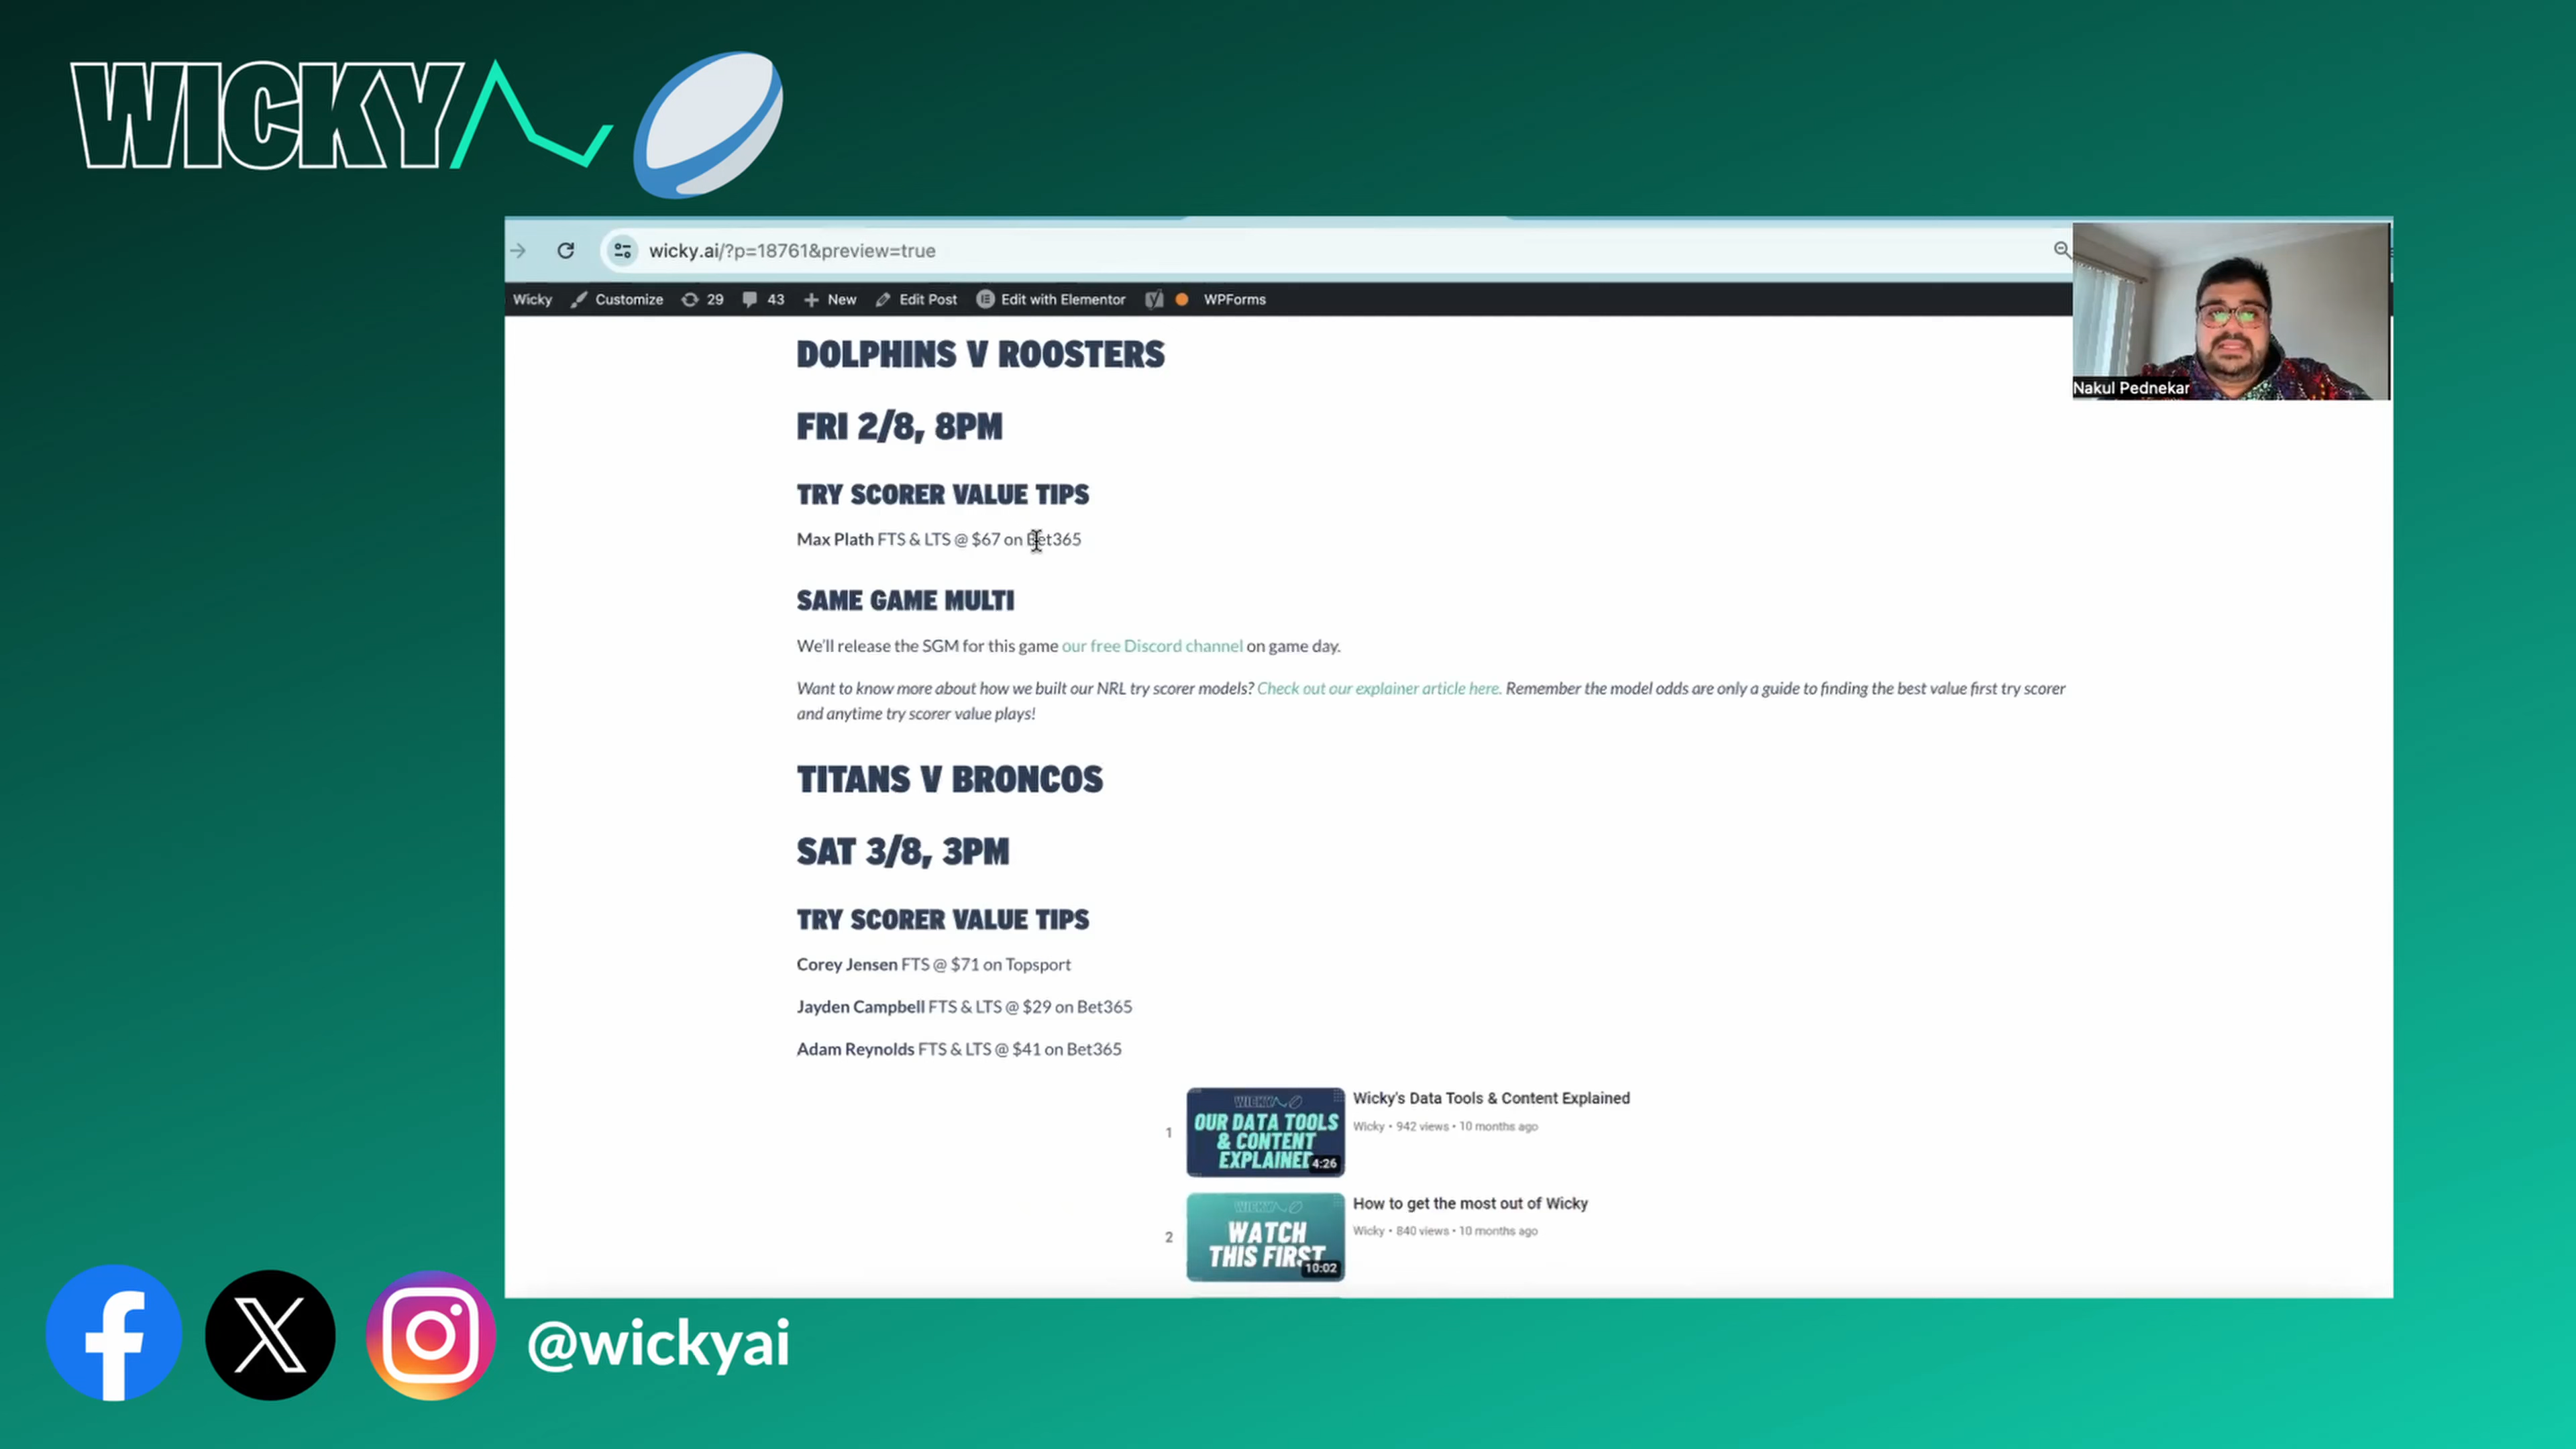 WICKY
wicky.ai/?p=18761&preview=true
Wicky Customize 29 43 New Edit Post Edit with Elementor WPForms
Nakul Pednekar
DOLPHINS V ROOSTERS
FRI 2/8, 8PM
TRY SCORER VALUE TIPS
Max Plath FTS & LTS @ $67 on Bet365
SAME GAME MULTI
We'll release the SGM for this game our free Discord channel on game day.
Want to know more about how we built our NRL try scorer models? Check out our explainer article here. Remember the model odds are only a guide to finding the best value first try scorer
and anytime try scorer value plays!
TITANS V BRONCOS
SAT 3/8, 3PM
TRY SCORER VALUE TIPS
Corey Jensen FTS @ $71 on Topsport
Jayden Campbell FTS & LTS @ $29 on Bet365
Adam Reynolds FTS & LTS @ $41 on Bet365
1
WICKY
OUR DATA TOOLS
& CONTENT
EXPLAINED
4:26
Wicky's Data Tools & Content Explained
Wicky • 942 views • 10 months ago
2
WICKY
WATCH
THIS FIRST
10:02
How to get the most out of Wicky
Wicky • 840 views • 10 months ago
@wickyai